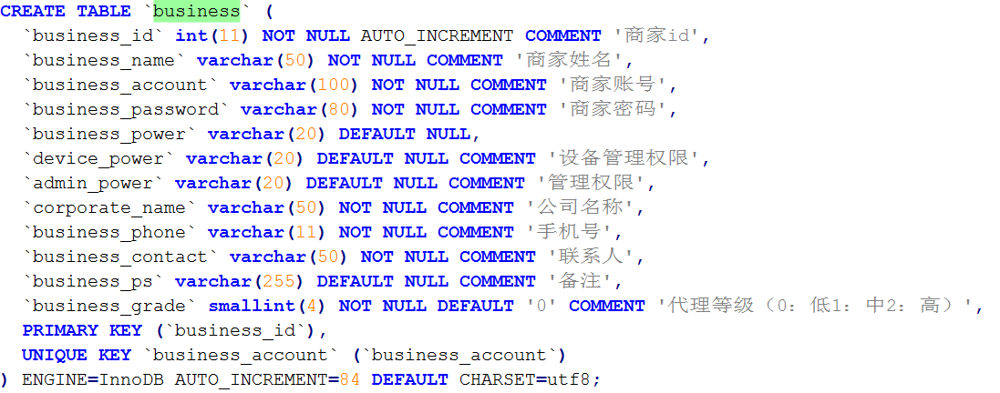 CREATE TABLE `business` (
  `business_id` int(11) NOT NULL AUTO_INCREMENT COMMENT '商家id',
  `business_name` varchar(50) NOT NULL COMMENT '商家姓名',
  `business_account` varchar(100) NOT NULL COMMENT '商家账号',
  `business_password` varchar(80) NOT NULL COMMENT '商家密码',
  `business_power` varchar(20) DEFAULT NULL,
  `device_power` varchar(20) DEFAULT NULL COMMENT '设备管理权限',
  `admin_power` varchar(20) DEFAULT NULL COMMENT '管理权限',
  `corporate_name` varchar(50) NOT NULL COMMENT '公司名称',
  `business_phone` varchar(11) NOT NULL COMMENT '手机号',
  `business_contact` varchar(50) NOT NULL COMMENT '联系人',
  `business_ps` varchar(255) DEFAULT NULL COMMENT '备注',
  `business_grade` smallint(4) NOT NULL DEFAULT '0' COMMENT '代理等级（0：低1：中2：高）',
  PRIMARY KEY (`business_id`),
  UNIQUE KEY `business_account` (`business_account`)
) ENGINE=InnoDB AUTO_INCREMENT=84 DEFAULT CHARSET=utf8;